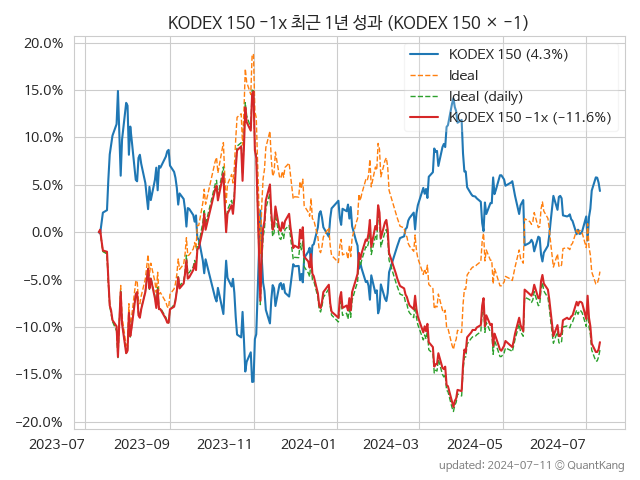 KODEX 150 −1x 최근 1년 성과 (KODEX 150 × −1)
20.0%
15.0%
10.0%
5.0%
0.0%
−5.0%
−10.0%
−15.0%
−20.0%
KODEX 150 (4.3%)
Ideal
Ideal (daily)
KODEX 150 −1x (−11.6%)
2023-07
2023-09
2023-11
2024-01
2024-03
2024-05
2024-07
updated: 2024-07-11 © QuantKang